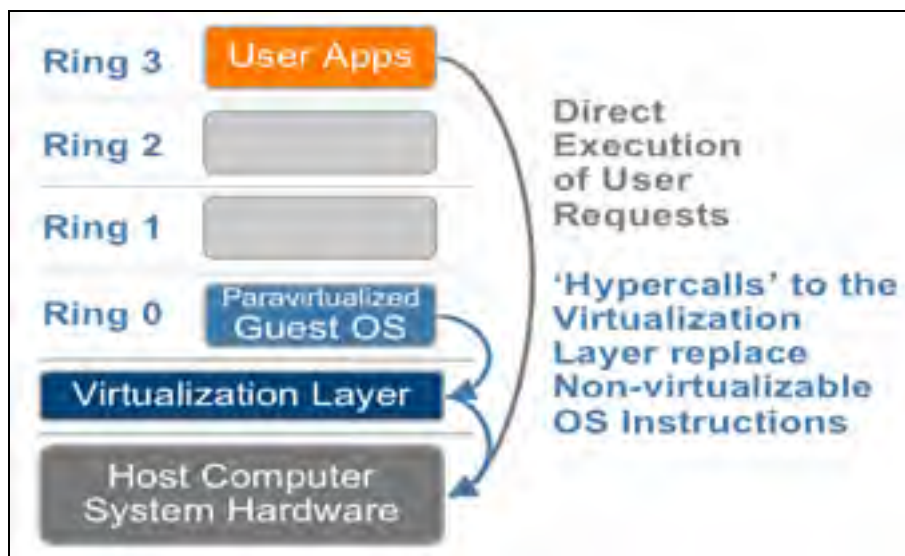 Ring 3
User Apps
Ring 2
Ring 1
Ring 0
Paravirtualized
Guest OS
Virtualization Layer
Host Computer
System Hardware
Direct
Execution
of User
Requests
‘Hypercalls’ to the
Virtualization
Layer replace
Non-virtualizable
OS Instructions